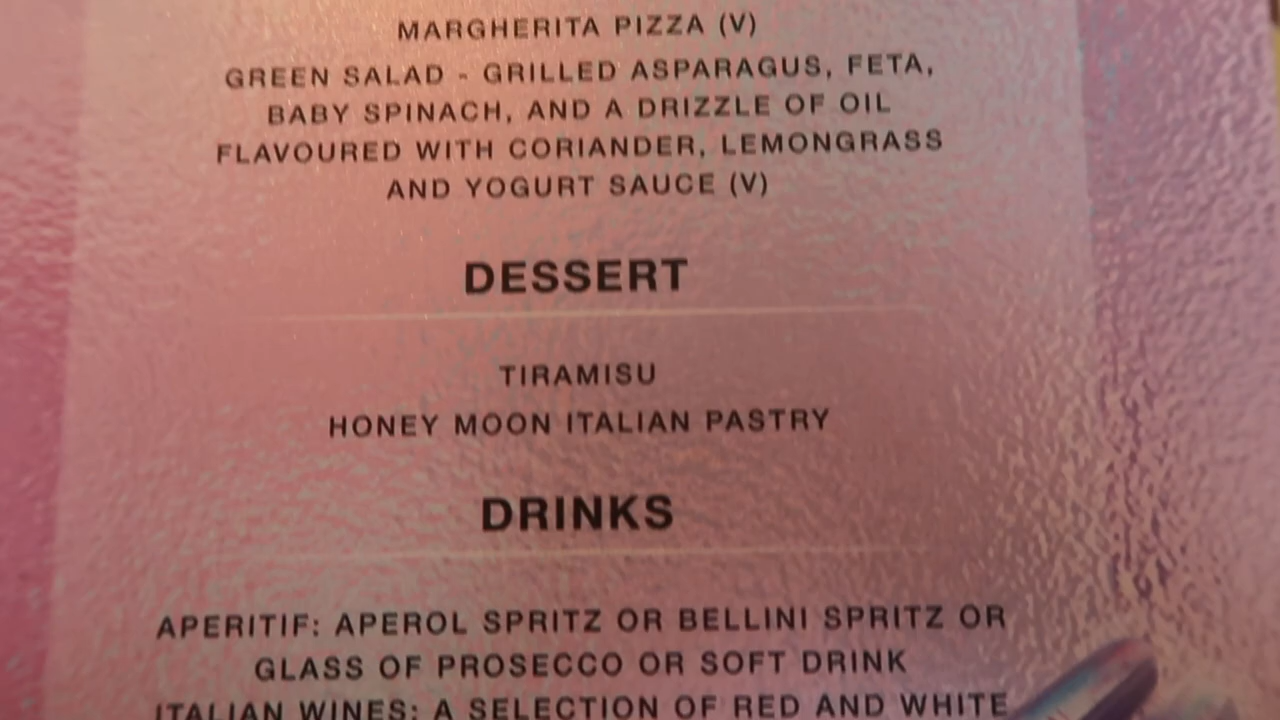 MARGHERITA PIZZA (V)
GREEN SALAD - GRILLED ASPARAGUS, FETA,
BABY SPINACH, AND A DRIZZLE OF OIL
FLAVOURED WITH CORIANDER, LEMONGRASS
AND YOGURT SAUCE (V)
DESSERT
TIRAMISU
HONEY MOON ITALIAN PASTRY
DRINKS
APERITIF: APEROL SPRITZ OR BELLINI SPRITZ OR
GLASS OF PROSECCO OR SOFT DRINK
ITALIAN WINES: A SELECTION OF RED AND WHITE